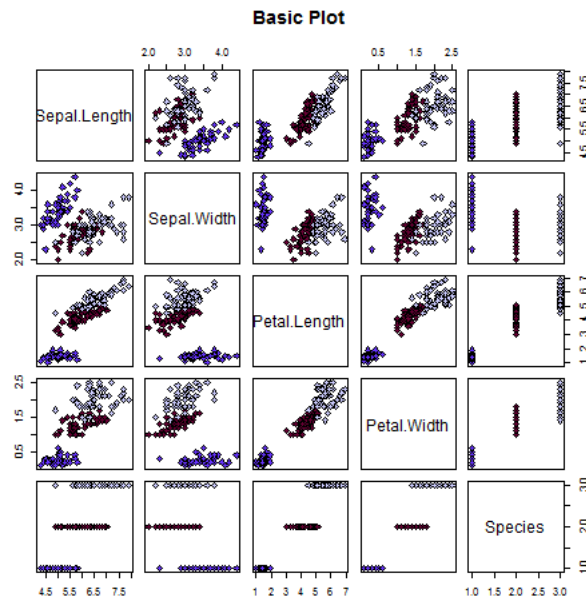 Basic Plot
2.0 3.0 4.0
0.5 1.5 2.5
Sepal.Length
4.5 5.5 6.5 7.5
2.0 3.0 4.0
Sepal.Width
Petal.Length
1 2 3 4 5 6 7
0.5 1.5 2.5
Petal.Width
Species
1.0 2.0 3.0
4.5 5.5 6.5 7.5
1 2 3 4 5 6 7
1.0 1.5 2.0 2.5 3.0